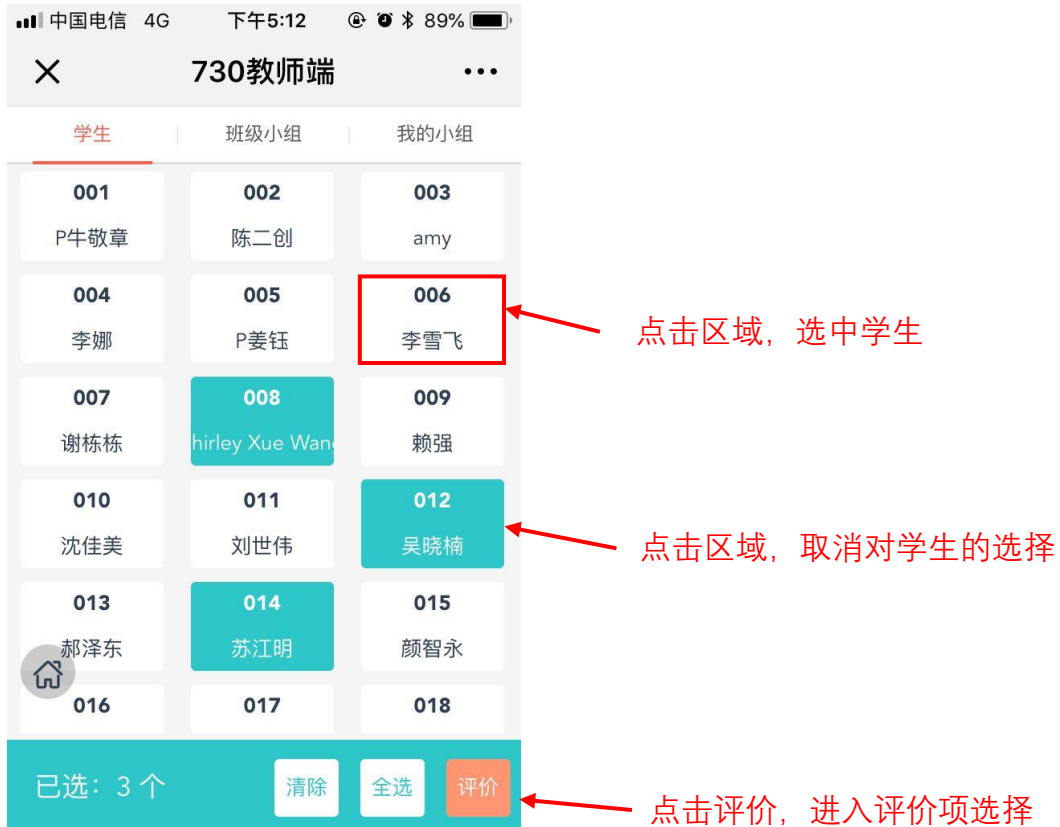 中国电信 4G 下午5:12 89%
730教师端
学生 班级小组 我的小组
001 002 003
P牛敬章 陈二创 amy
004 005 006
李娜 P姜钰 李雪飞
点击区域，选中学生
007 008 009
谢栋栋 hirley Xue Wan 赖强
010 011 012
沈佳美 刘世伟 吴晓楠
点击区域，取消对学生的选择
013 014 015
郝泽东 苏江明 颜智永
016 017 018
已选：3 个 清除 全选 评价
点击评价，进入评价项选择